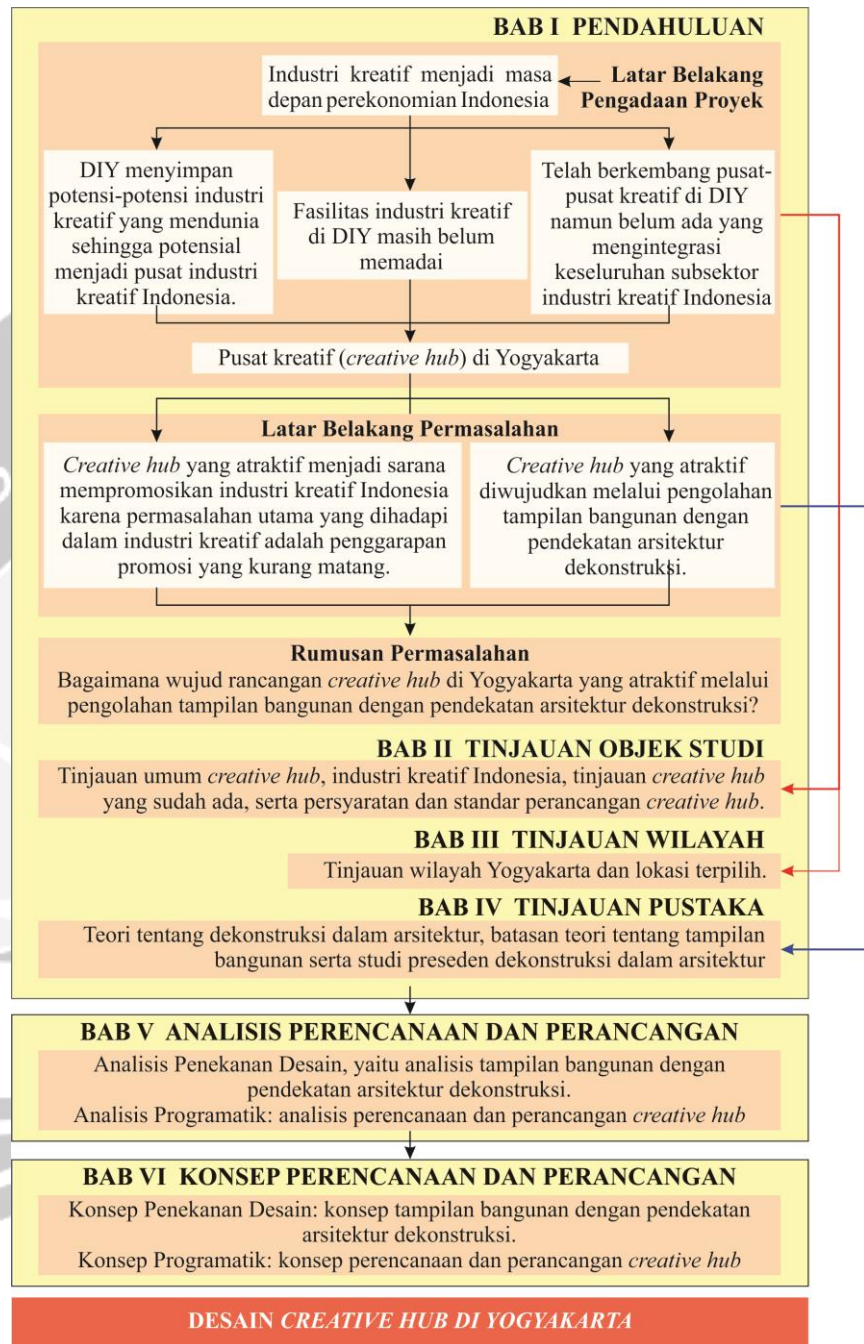 BAB I PENDAHULUAN
Industri kreatif menjadi masa
depan perekonomian Indonesia
Latar Belakang
Pengadaan Proyek
DIY menyimpan
potensi-potensi industri
kreatif yang mendunia
sehingga potensial
menjadi pusat industri
kreatif Indonesia.
Fasilitas industri kreatif
di DIY masih belum
memadai
Telah berkembang pusat-
pusat kreatif di DIY
namun belum ada yang
mengintegrasi
keseluruhan subsektor
industri kreatif Indonesia
Pusat kreatif (creative hub) di Yogyakarta
Latar Belakang Permasalahan
Creative hub yang atraktif menjadi sarana
mempromosikan industri kreatif Indonesia
karena permasalahan utama yang dihadapi
dalam industri kreatif adalah penggarapan
promosi yang kurang matang.
Creative hub yang atraktif
diwujudkan melalui pengolahan
tampilan bangunan dengan
pendekatan arsitektur
dekonstruksi.
Rumusan Permasalahan
Bagaimana wujud rancangan creative hub di Yogyakarta yang atraktif melalui
pengolahan tampilan bangunan dengan pendekatan arsitektur dekonstruksi?
BAB II TINJAUAN OBJEK STUDI
Tinjauan umum creative hub, industri kreatif Indonesia, tinjauan creative hub
yang sudah ada, serta persyaratan dan standar perancangan creative hub.
BAB III TINJAUAN WILAYAH
Tinjauan wilayah Yogyakarta dan lokasi terpilih.
BAB IV TINJAUAN PUSTAKA
Teori tentang dekonstruksi dalam arsitektur, batasan teori tentang tampilan
bangunan serta studi preseden dekonstruksi dalam arsitektur
BAB V ANALISIS PERENCANAAN DAN PERANCANGAN
Analisis Penekanan Desain, yaitu analisis tampilan bangunan dengan
pendekatan arsitektur dekonstruksi.
Analisis Programatik: analisis perencanaan dan perancangan creative hub
BAB VI KONSEP PERENCANAAN DAN PERANCANGAN
Konsep Penekanan Desain: konsep tampilan bangunan dengan pendekatan
arsitektur dekonstruksi.
Konsep Programatik: konsep perencanaan dan perancangan creative hub
DESAIN CREATIVE HUB DI YOGYAKARTA